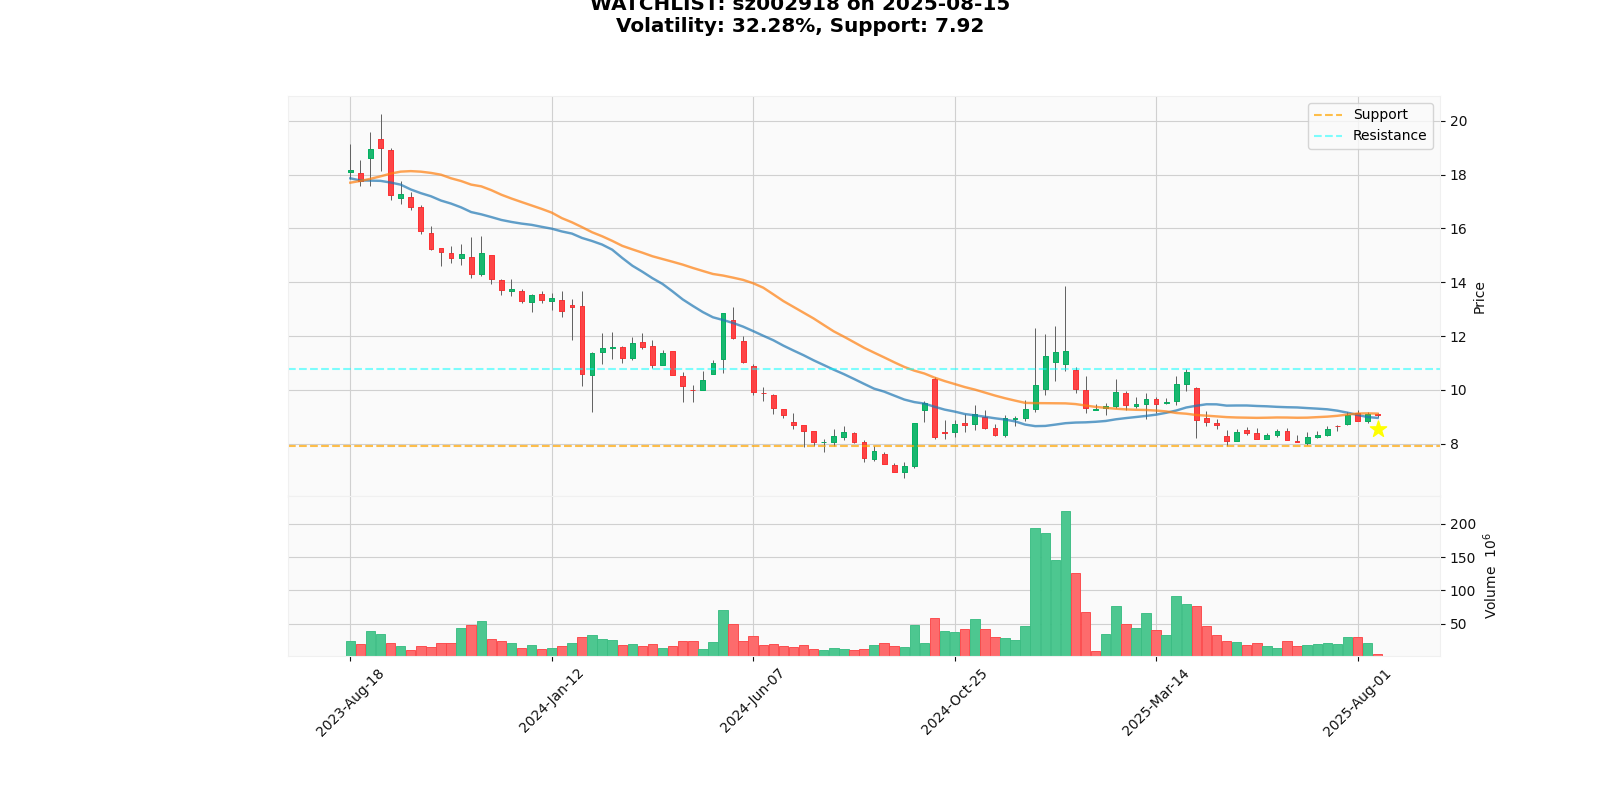 WATCHLIST: sz002918 on 2025-08-15
Volatility: 32.28%, Support: 7.92
Support
Resistance
20
18
16
14
12
10
8
Price
200
150
100
50
Volume 10⁶
2023-Aug-18
2024-Jan-12
2024-Jun-07
2024-Oct-25
2025-Mar-14
2025-Aug-01